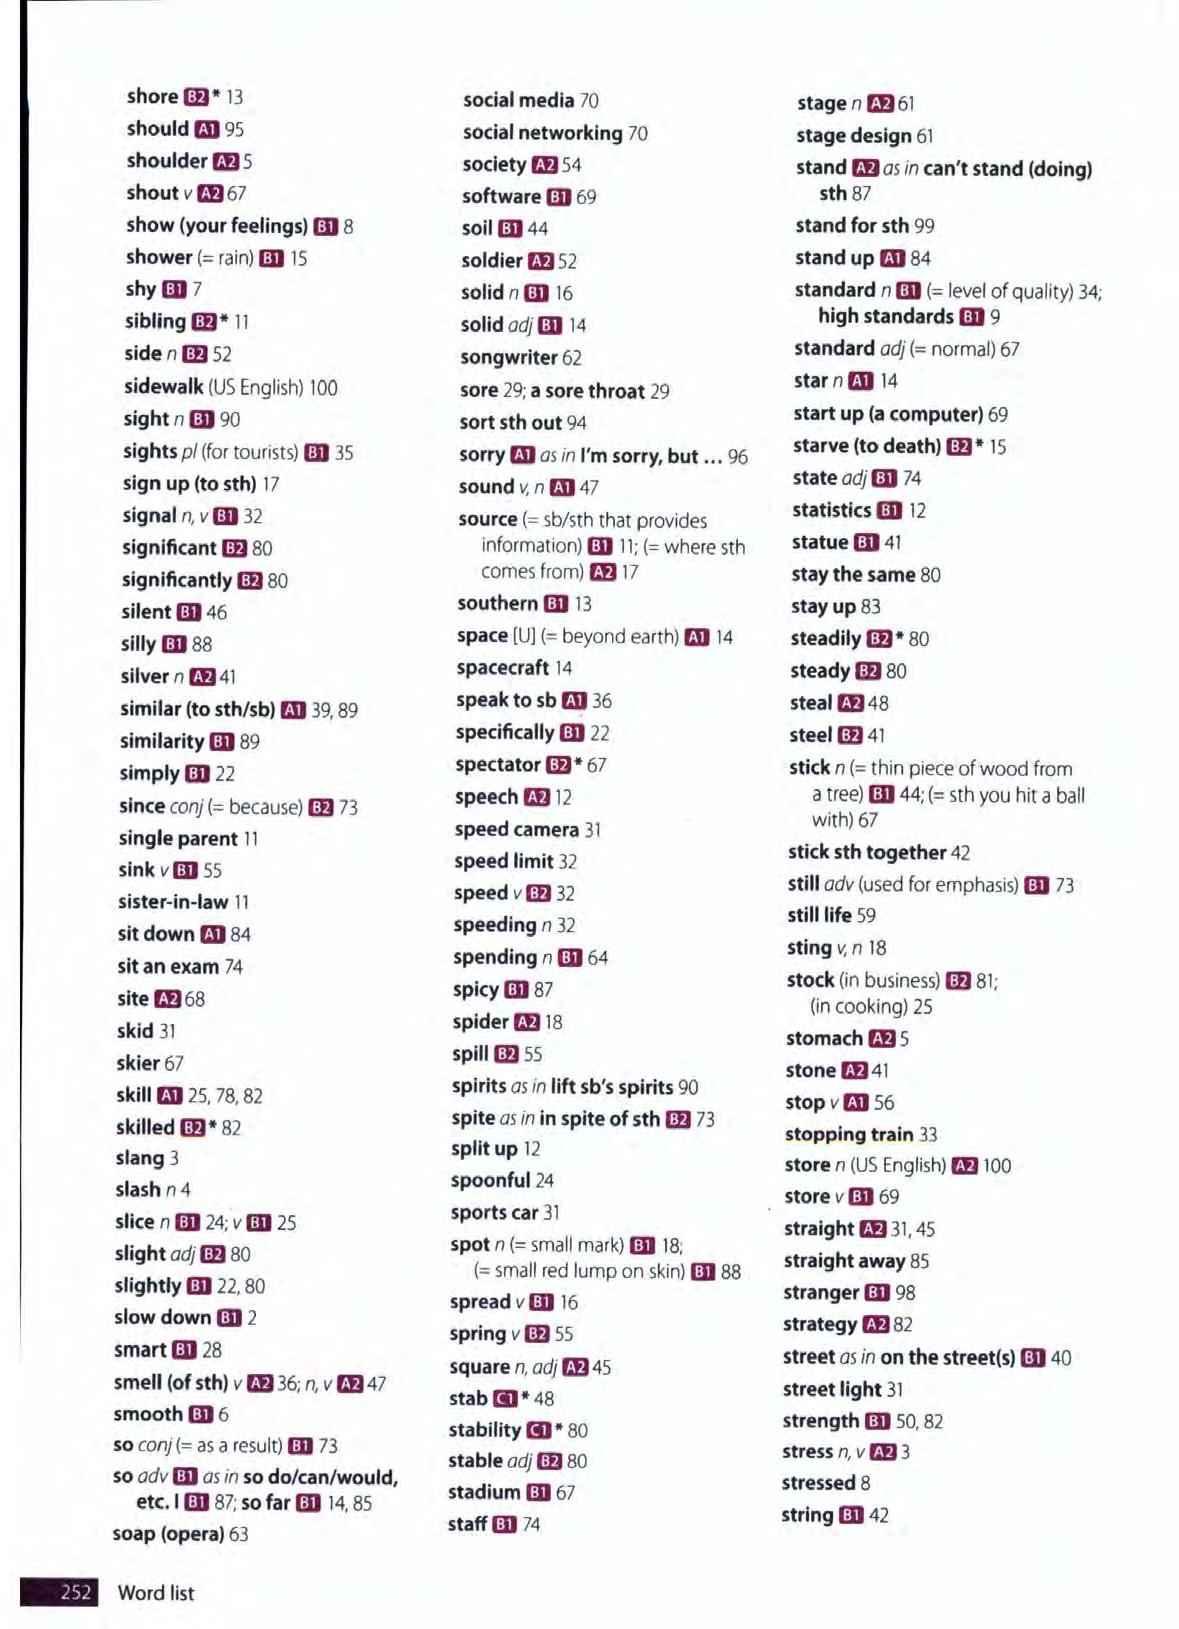 shore B2* 13
should A1 95
shoulder A2 5
shout v A2 67
show (your feelings) B1 8
shower (= rain) B1 15
shy B1 7
sibling B2* 11
side n B2 52
sidewalk (US English) 100
sight n B1 90
sights pl (for tourists) B1 35
sign up (to sth) 17
signal n, v B1 32
significant B2 80
significantly B2 80
silent B1 46
silly B1 88
silver n A2 41
similar (to sth/sb) A1 39, 89
similarity B1 89
simply B1 22
since conj (= because) B2 73
single parent 11
sink v B1 55
sister-in-law 11
sit down A1 84
sit an exam 74
site A2 68
skid 31
skier 67
skill A1 25, 78, 82
skilled B2* 82
slang 3
slash n 4
slice n B1 24; v B1 25
slight adj B2 80
slightly B1 22, 80
slow down B1 2
smart B1 28
smell (of sth) v A2 36; n, v A2 47
smooth B1 6
so conj (= as a result) B1 73
so adv B1 as in so do/can/would,
etc. I B1 87; so far B1 14, 85
soap (opera) 63
social media 70
social networking 70
society A2 54
software B1 69
soil B1 44
soldier A2 52
solid n B1 16
solid adj B1 14
songwriter 62
sore 29; a sore throat 29
sort sth out 94
sorry A1 as in I'm sorry, but ... 96
sound v, n A1 47
source (= sb/sth that provides
information) B1 11; (= where sth
comes from) A2 17
southern B1 13
space [U] (= beyond earth) A1 14
spacecraft 14
speak to sb A1 36
specifically B1 22
spectator B2* 67
speech A2 12
speed camera 31
speed limit 32
speed v B2 32
speeding n 32
spending n B1 64
spicy B1 87
spider A2 18
spill B2 55
spirits as in lift sb's spirits 90
spite as in in spite of sth B2 73
split up 12
spoonful 24
sports car 31
spot n (= small mark) B1 18;
(= small red lump on skin) B1 88
spread v B1 16
spring v B2 55
square n, adj A2 45
stab C1* 48
stability C1* 80
stable adj B2 80
stadium B1 67
staff B1 74
stage n A2 61
stage design 61
stand A2 as in can't stand (doing)
sth 87
stand for sth 99
stand up A1 84
standard n B1 (= level of quality) 34;
high standards B1 9
standard adj (= normal) 67
star n A1 14
start up (a computer) 69
starve (to death) B2* 15
state adj B1 74
statistics B1 12
statue B1 41
stay the same 80
stay up 83
steadily B2* 80
steady B2 80
steal A2 48
steel B2 41
stick n (= thin piece of wood from
a tree) B1 44; (= sth you hit a ball
with) 67
stick sth together 42
still adv (used for emphasis) B1 73
still life 59
sting v, n 18
stock (in business) B2 81;
(in cooking) 25
stomach A2 5
stone A2 41
stop v A1 56
stopping train 33
store n (US English) A2 100
store v B1 69
straight A2 31, 45
straight away 85
stranger B1 98
strategy A2 82
street as in on the street(s) B1 40
street light 31
strength B1 50, 82
stress n, v A2 3
stressed 8
string B1 42
252 Word list